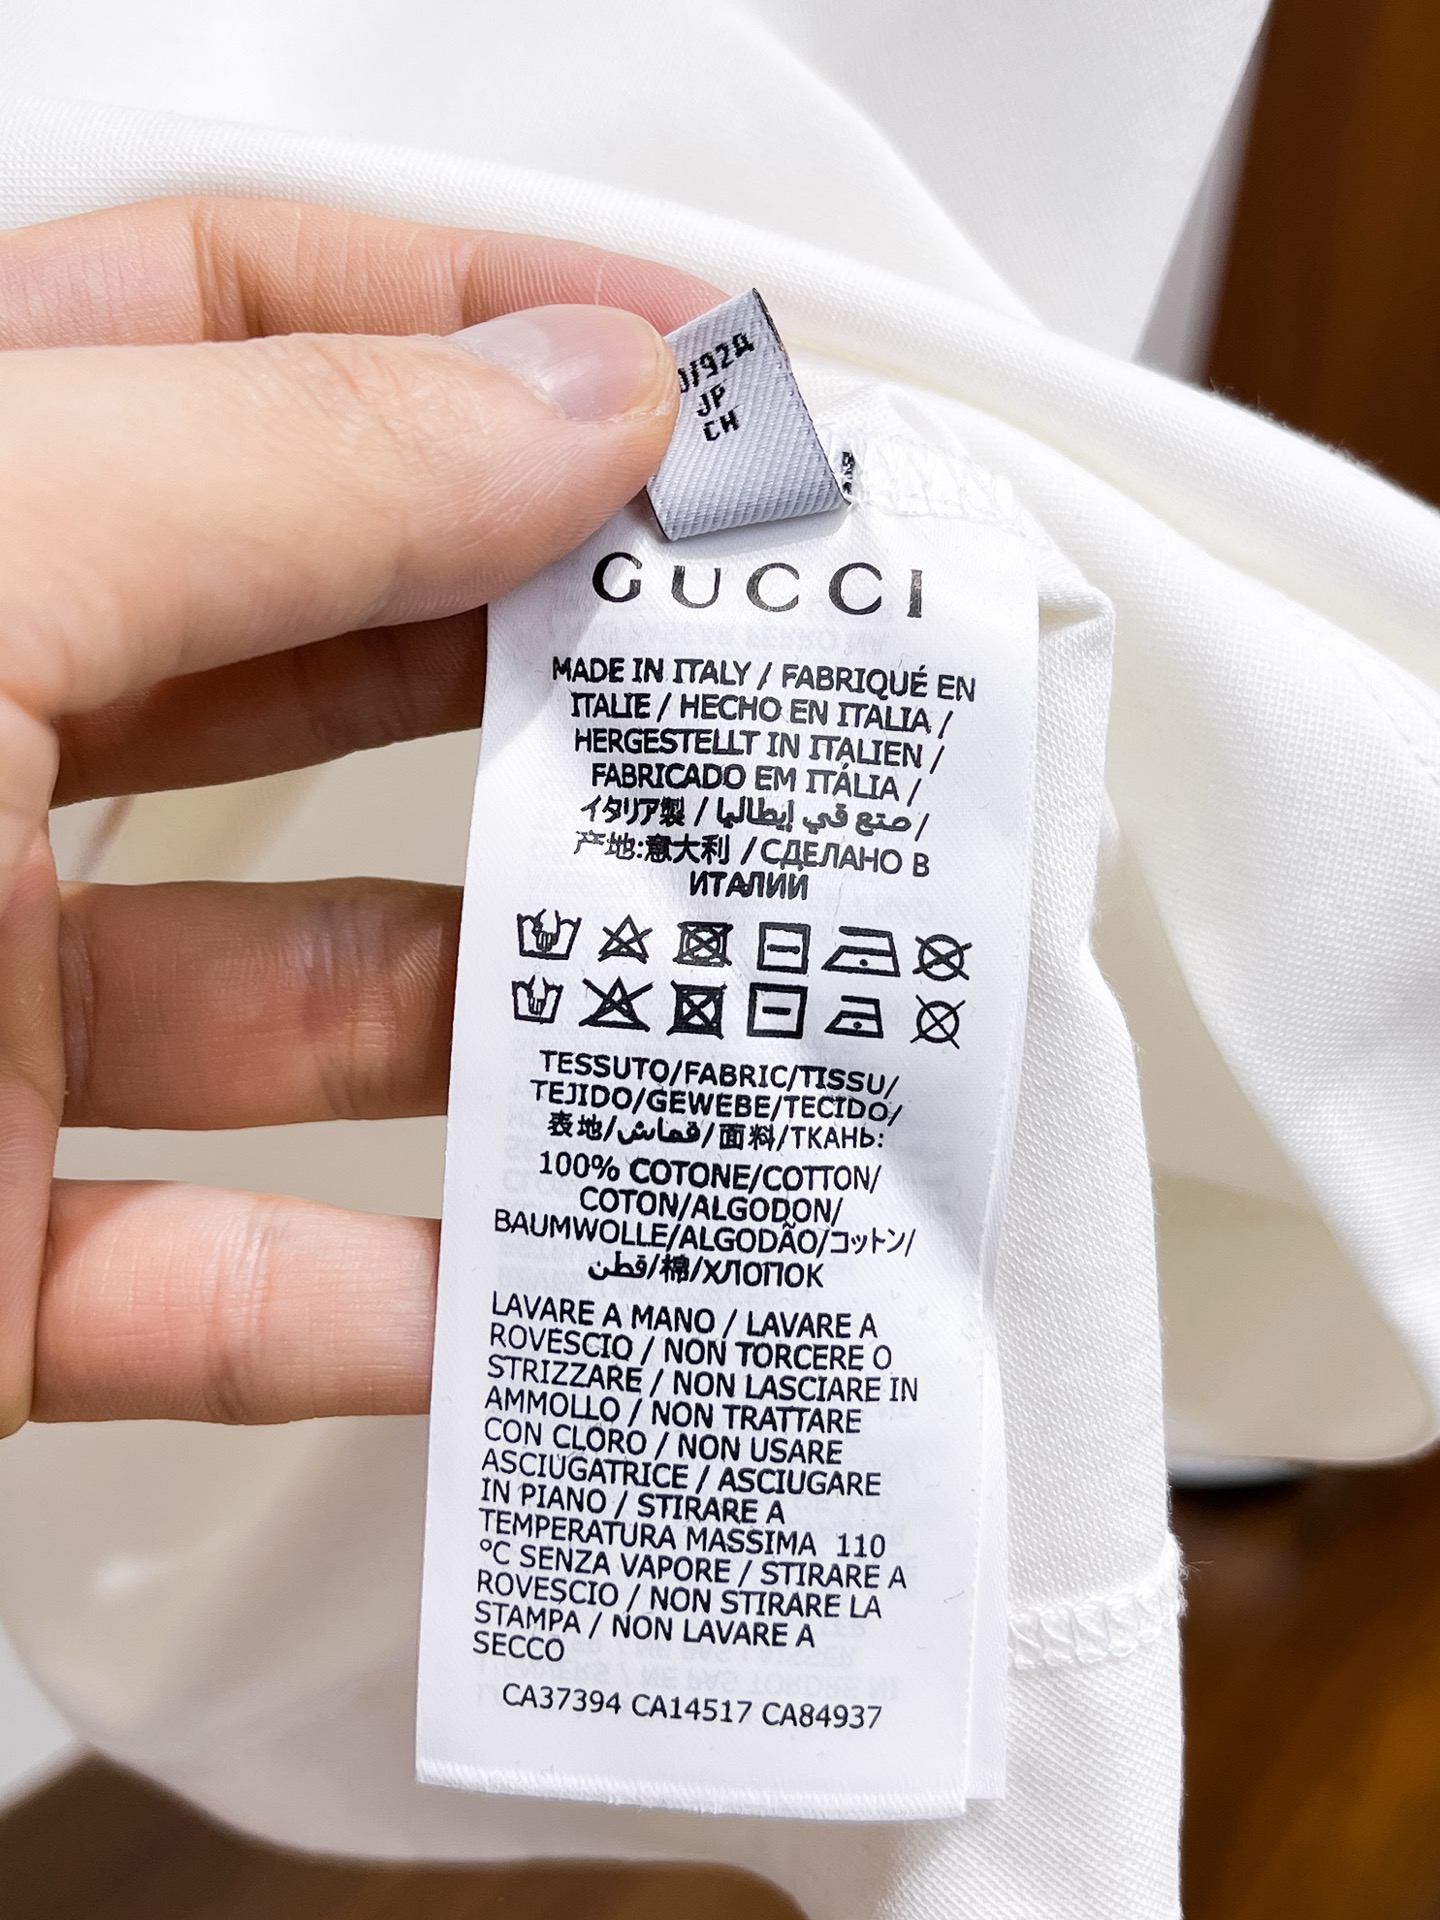 /92A
JP
CH
GUCCI
MADE IN ITALY / FABRIQUÉ EN
ITALIE / HECHO EN ITALIA /
HERGESTELLT IN ITALIEN /
FABRICADO EM ITÁLIA /
イタリア製 / صنع في إيطاليا /
产地:意大利 / СДЕЛАНО В
ИТАЛИИ
TESSUTO/FABRIC/TISSU/
TEJIDO/GEWEBE/TECIDO/
表地/قماش/面料/ТКАНЬ:
100% COTONE/COTTON/
COTON/ALGODON/
BAUMWOLLE/ALGODÃO/コットン/
قطن/棉/ХЛОПОК
LAVARE A MANO / LAVARE A
ROVESCIO / NON TORCERE O
STRIZZARE / NON LASCIARE IN
AMMOLLO / NON TRATTARE
CON CLORO / NON USARE
ASCIUGATRICE / ASCIUGARE
IN PIANO / STIRARE A
TEMPERATURA MASSIMA 110
°C SENZA VAPORE / STIRARE A
ROVESCIO / NON STIRARE LA
STAMPA / NON LAVARE A
SECCO
CA37394 CA14517 CA84937